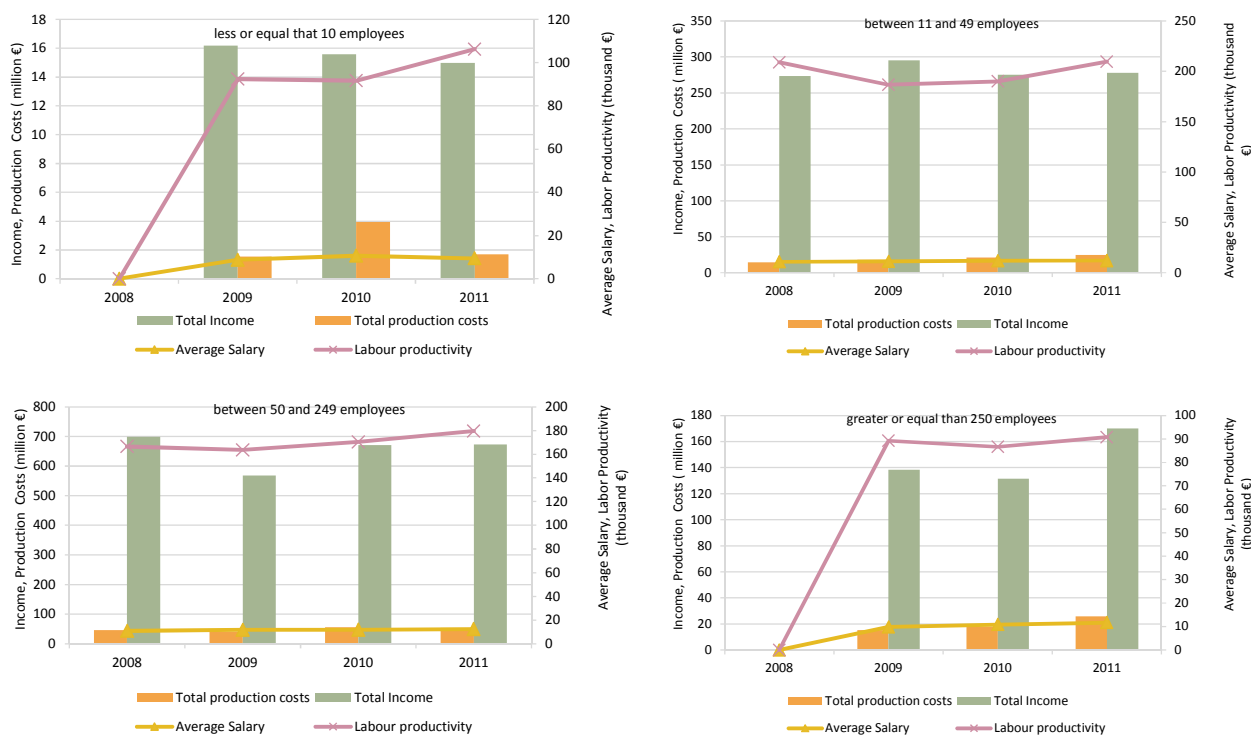 less or equal that 10 employees
Income, Production Costs ( million €)
18
16
14
12
10
8
6
4
2
0
120
100
80
60
40
20
0
Average Salary, Labor Productivity (thousand €)
2008 2009 2010 2011
Total Income Total production costs
Average Salary Labour productivity
between 11 and 49 employees
Income, Production Costs ( million €)
350
300
250
200
150
100
50
0
250
200
150
100
50
0
Average Salary, Labor Productivity (thousand
€)
2008 2009 2010 2011
Total production costs Total Income
Average Salary Labour productivity
between 50 and 249 employees
Income, Production Costs (million €)
800
700
600
500
400
300
200
100
0
200
180
160
140
120
100
80
60
40
20
0
Average Salary, Labor Productivity
(thousand €)
2008 2009 2010 2011
Total production costs Total Income
Average Salary Labour productivity
greater or equal than 250 employees
Income, Production Costs ( million €)
180
160
140
120
100
80
60
40
20
0
100
90
80
70
60
50
40
30
20
10
0
Average Salary, Labor Productivity
(thousand €)
2008 2009 2010 2011
Total production costs Total Income
Average Salary Labour productivity